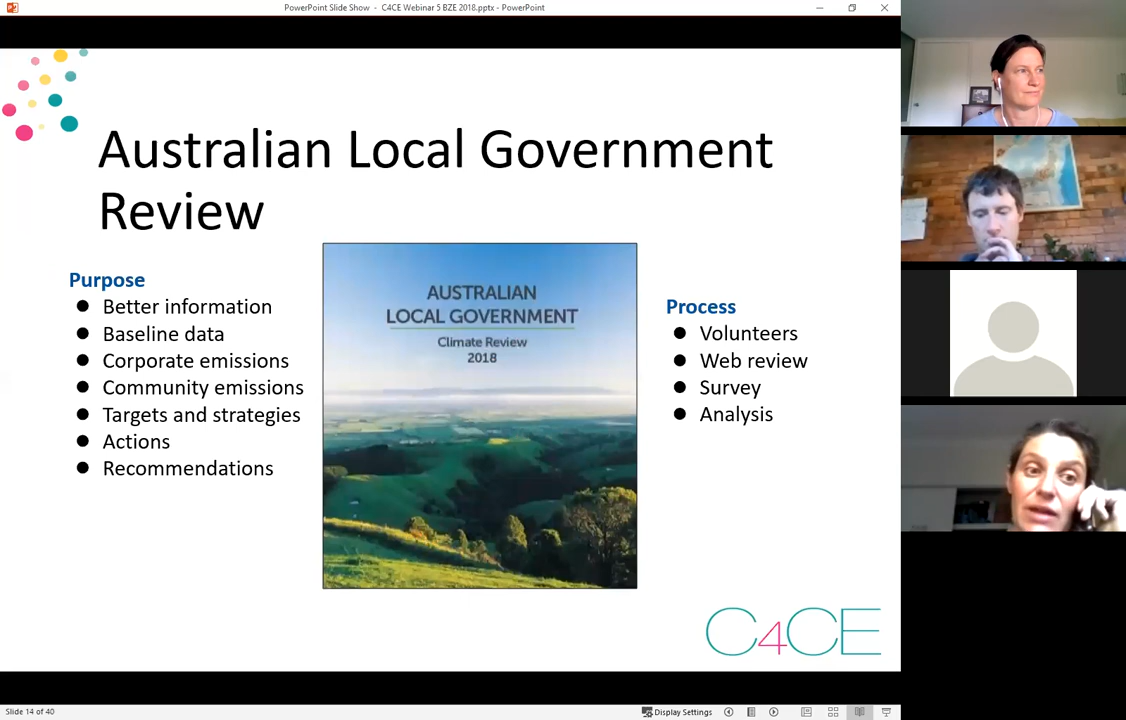 PowerPoint Slide Show - C4CE Webinar 5 BZE 2018.pptx - PowerPoint
Australian Local Government
Review
Purpose
Better information
Baseline data
Corporate emissions
Community emissions
Targets and strategies
Actions
Recommendations
AUSTRALIAN
LOCAL GOVERNMENT
Climate Review
2018
Process
Volunteers
Web review
Survey
Analysis
C4CE
Slide 14 of 40
Display Settings